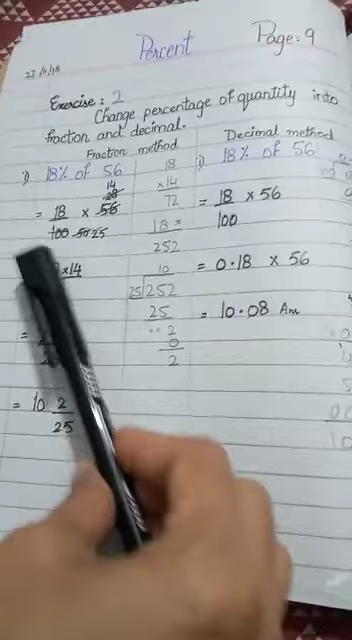 Percent
Page: 9
27/11/18
Exercise: 2
Change percentage of quantity into
fraction and decimal.
Fraction method
i) 18% of 56
14
28
= 18 × 56
100 50 25
×14
=
= 10 2
25
18
×14
72
18×
252
10
25)252
25
2
0
2
Decimal method
i) 18% of 56
= 18 × 56
100
= 0.18 × 56
= 10.08 Ans